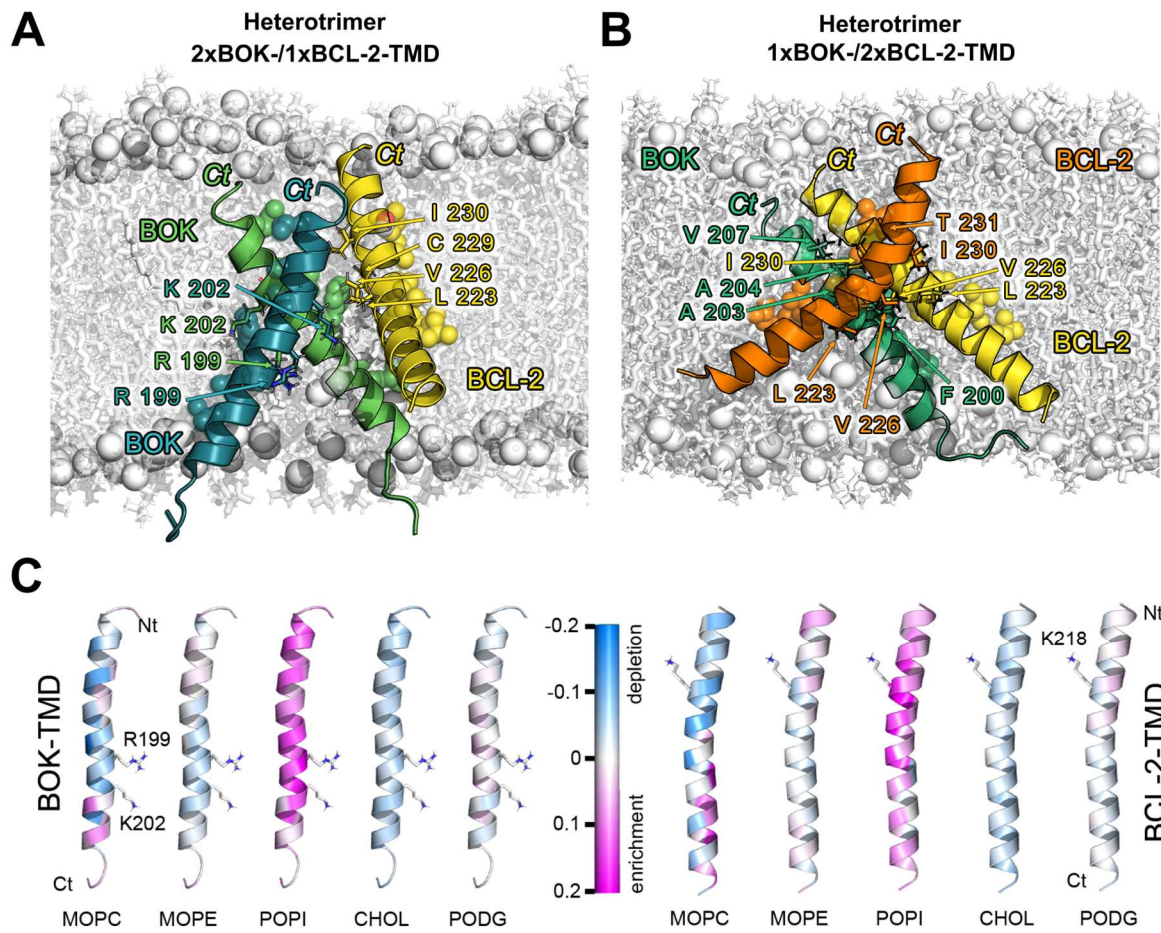 A
Heterotrimer
2xBOK-/1xBCL-2-TMD
Ct
Ct
Ct
BOK
I 230
C 229
V 226
L 223
K 202
K 202
R 199
R 199
BCL-2
BOK
B
Heterotrimer
1xBOK-/2xBCL-2-TMD
BOK
Ct
Ct
Ct
BCL-2
V 207
T 231
I 230
I 230
A 204
V 226
A 203
L 223
BCL-2
L 223
V 226
F 200
C
BOK-TMD
Nt
R199
K202
Ct
MOPC
MOPE
POPI
CHOL
PODG
-0.2
-0.1
0
0.1
0.2
depletion
enrichment
K218
Nt
Ct
BCL-2-TMD
MOPC
MOPE
POPI
CHOL
PODG